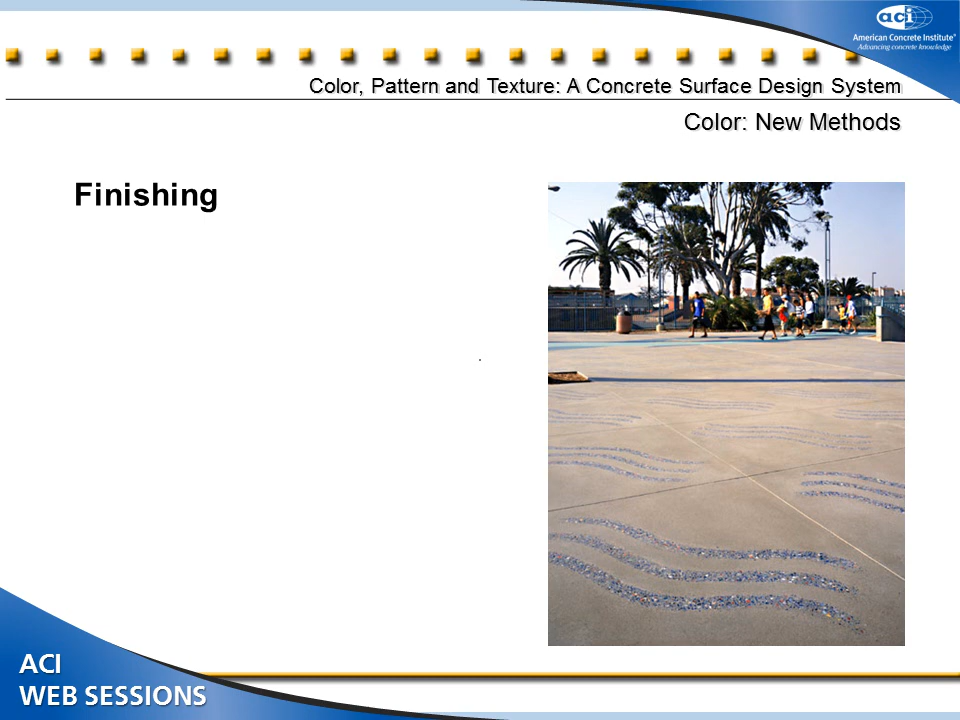 aci
American Concrete Institute®
Advancing concrete knowledge
Color, Pattern and Texture: A Concrete Surface Design System
Color: New Methods
Finishing
.
ACI
WEB SESSIONS